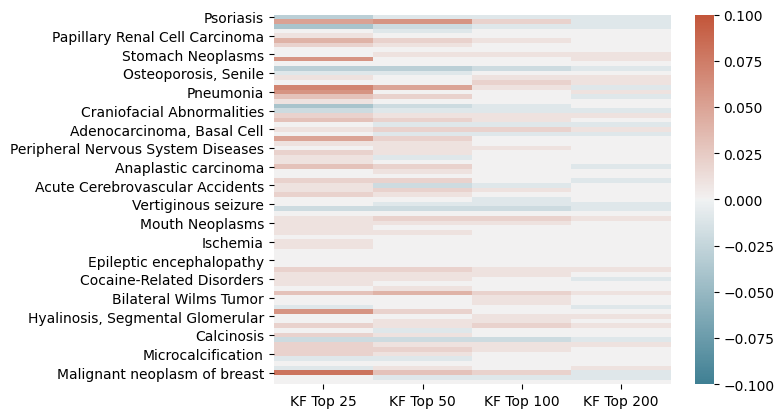 Psoriasis
Papillary Renal Cell Carcinoma
Stomach Neoplasms
Osteoporosis, Senile
Pneumonia
Craniofacial Abnormalities
Adenocarcinoma, Basal Cell
Peripheral Nervous System Diseases
Anaplastic carcinoma
Acute Cerebrovascular Accidents
Vertiginous seizure
Mouth Neoplasms
Ischemia
Epileptic encephalopathy
Cocaine-Related Disorders
Bilateral Wilms Tumor
Hyalinosis, Segmental Glomerular
Calcinosis
Microcalcification
Malignant neoplasm of breast
KF Top 25 KF Top 50 KF Top 100 KF Top 200
0.100
0.075
0.050
0.025
0.000
−0.025
−0.050
−0.075
−0.100